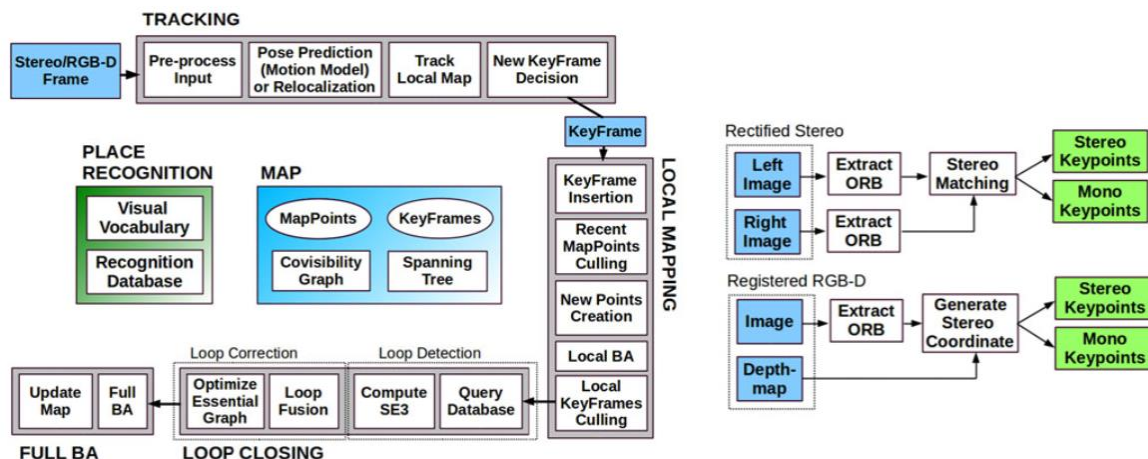 TRACKING
Stereo/RGB-D
Frame
Pre-process
Input
Pose Prediction
(Motion Model)
or Relocalization
Track
Local Map
New KeyFrame
Decision
KeyFrame
PLACE
RECOGNITION
Visual
Vocabulary
Recognition
Database
MAP
MapPoints
KeyFrames
Covisibility
Graph
Spanning
Tree
LOCAL MAPPING
KeyFrame
Insertion
Recent
MapPoints
Culling
New Points
Creation
Local BA
Local
KeyFrames
Culling
Loop Correction
Loop Detection
Update
Map
Full
BA
Optimize
Essential
Graph
Loop
Fusion
Compute
SE3
Query
Database
FULL BA
LOOP CLOSING
Rectified Stereo
Left
Image
Extract
ORB
Stereo
Matching
Stereo
Keypoints
Mono
Keypoints
Right
Image
Extract
ORB
Registered RGB-D
Image
Extract
ORB
Generate
Stereo
Coordinate
Stereo
Keypoints
Mono
Keypoints
Depth-
map